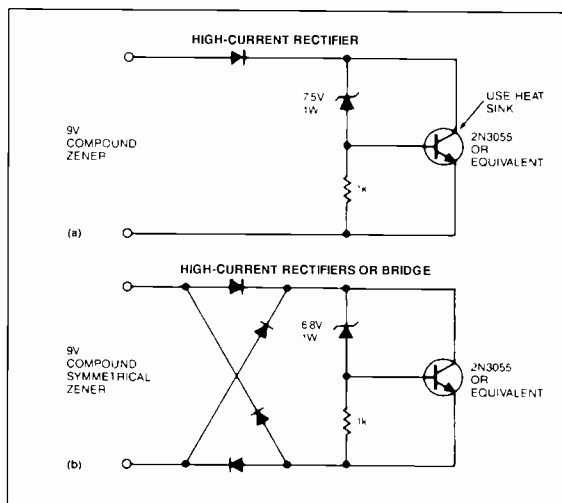 HIGH-CURRENT RECTIFIER
7.5V
1W
USE HEAT
SINK
9V
COMPOUND
ZENER
2N3055
OR
EQUIVALENT
1k
(a)
HIGH-CURRENT RECTIFIERS OR BRIDGE
6.8V
1W
9V
COMPOUND
SYMMETRICAL
ZENER
2N3055
OR
EQUIVALENT
1k
(b)